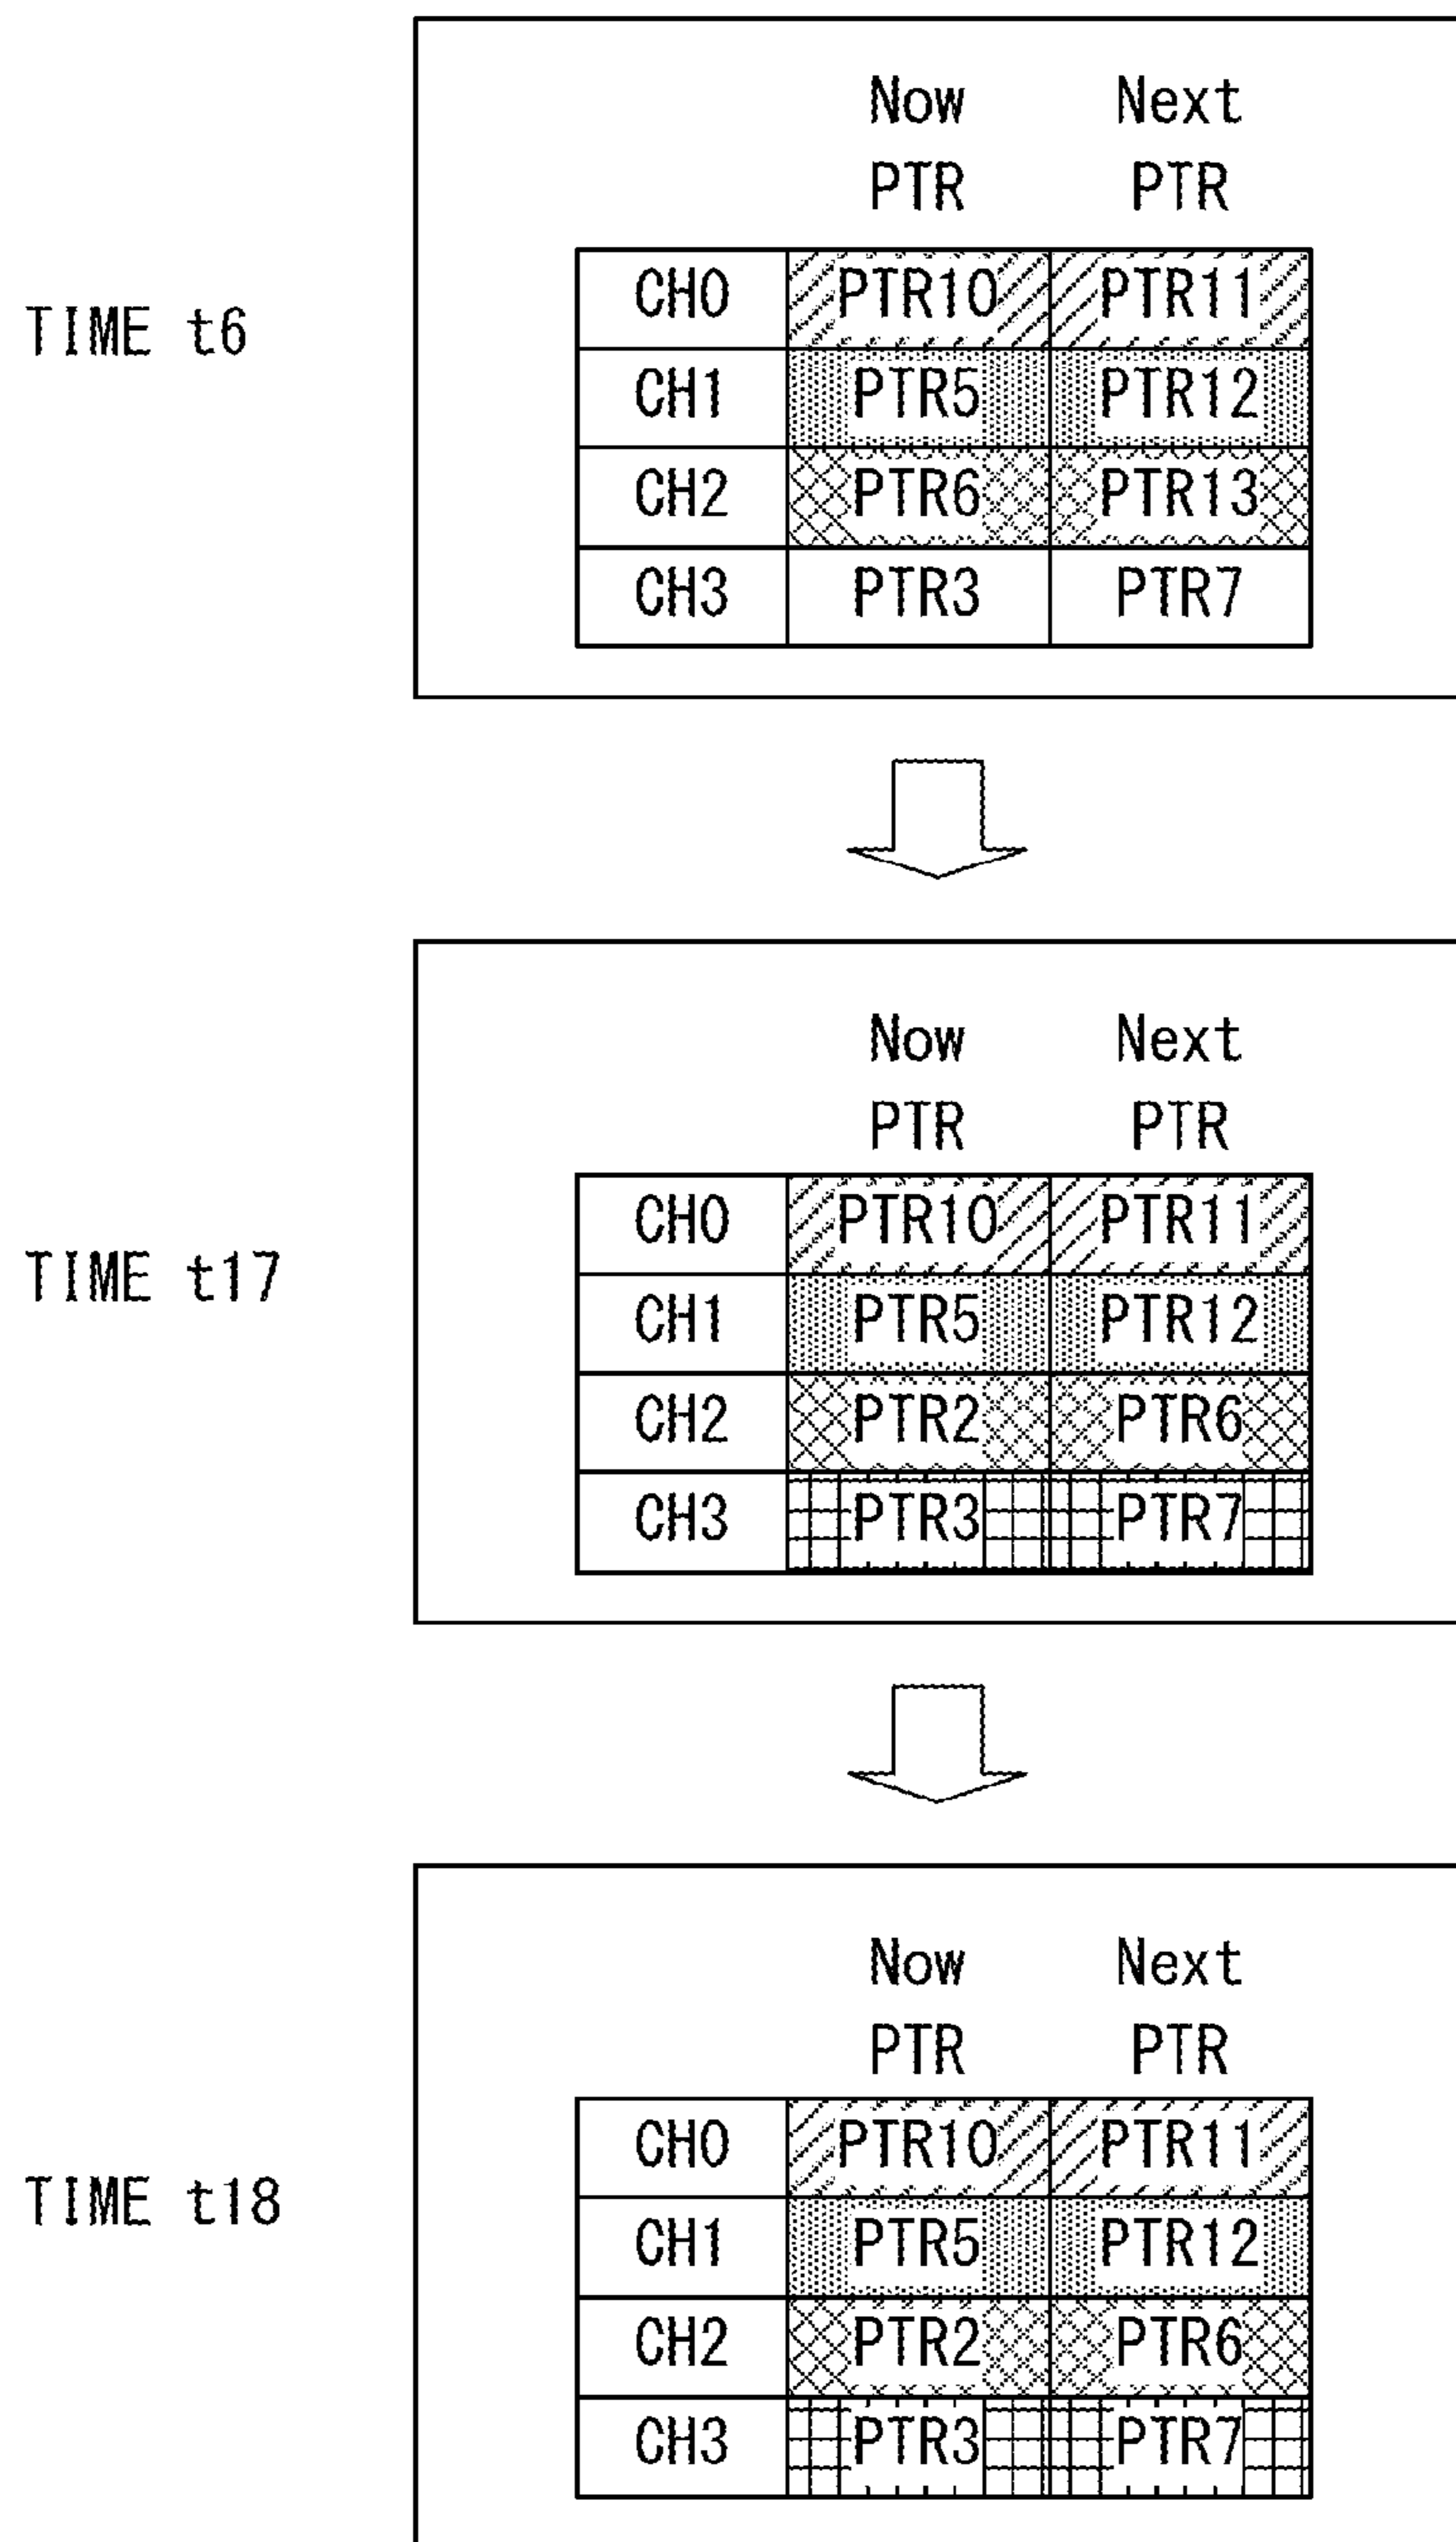 TIME t6
Now Next
PTR PTR
CH0 PTR10 PTR11
CH1 PTR5 PTR12
CH2 PTR6 PTR13
CH3 PTR3 PTR7
TIME t17
Now Next
PTR PTR
CH0 PTR10 PTR11
CH1 PTR5 PTR12
CH2 PTR2 PTR6
CH3 PTR3 PTR7
TIME t18
Now Next
PTR PTR
CH0 PTR10 PTR11
CH1 PTR5 PTR12
CH2 PTR2 PTR6
CH3 PTR3 PTR7